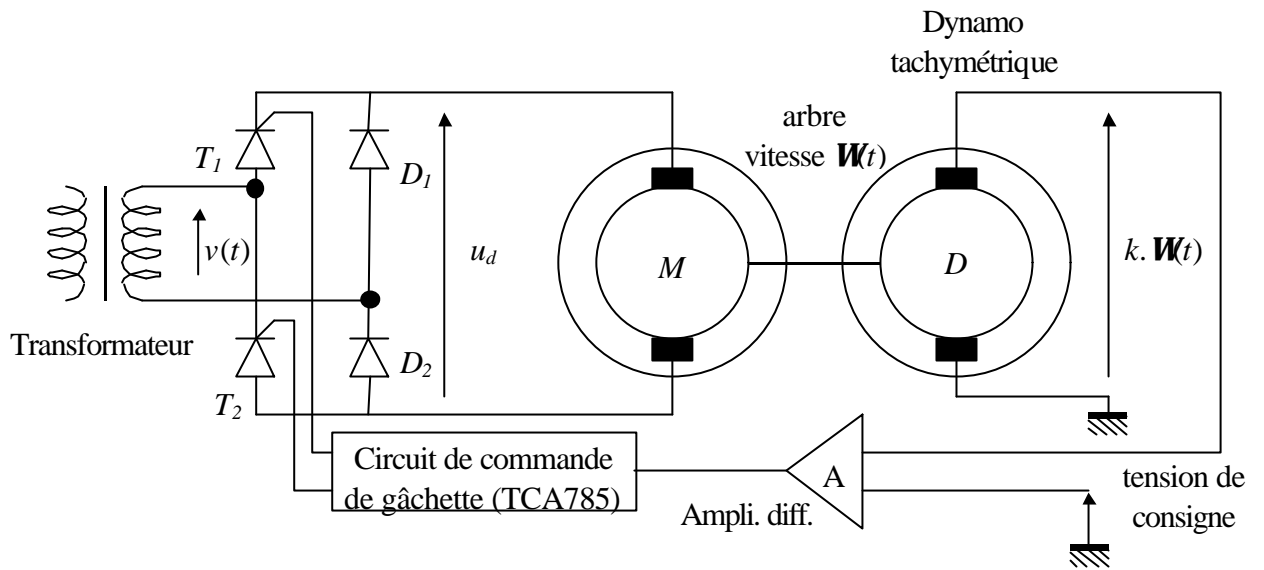 Dynamo
tachymétrique
arbre
vitesse W(t)
T1
D1
v(t)
ud
M
D
k. W(t)
Transformateur
D2
T2
Circuit de commande
de gâchette (TCA785)
A
Ampli. diff.
tension de
consigne